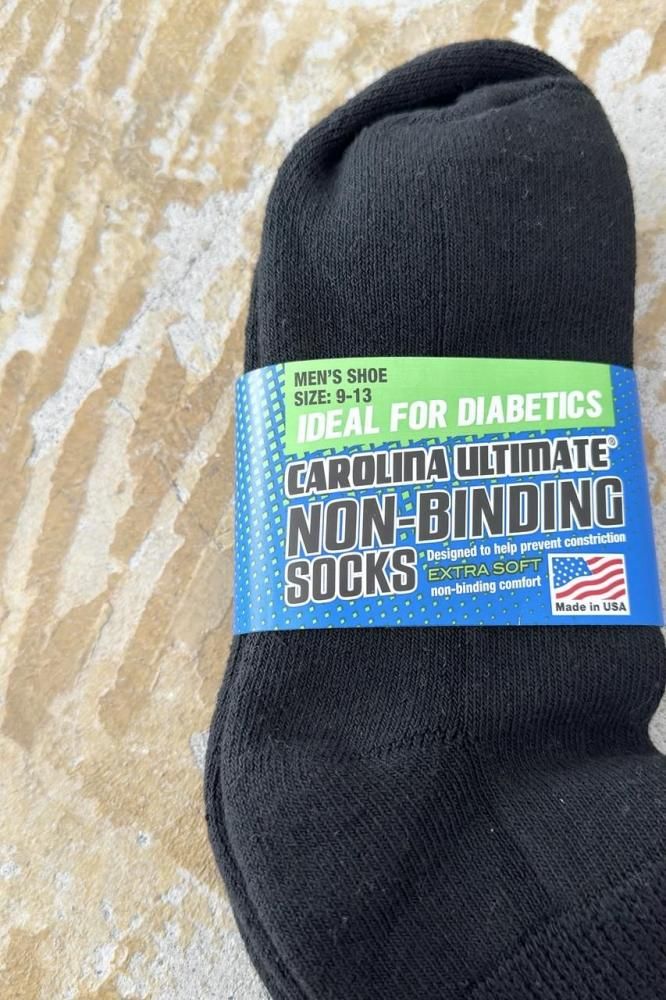 MEN'S SHOE
SIZE: 9-13
IDEAL FOR DIABETICS
CAROLINA ULTIMATE®
NON-BINDING
SOCKS
Designed to help prevent constriction
EXTRA SOFT
non-binding comfort
Made in USA